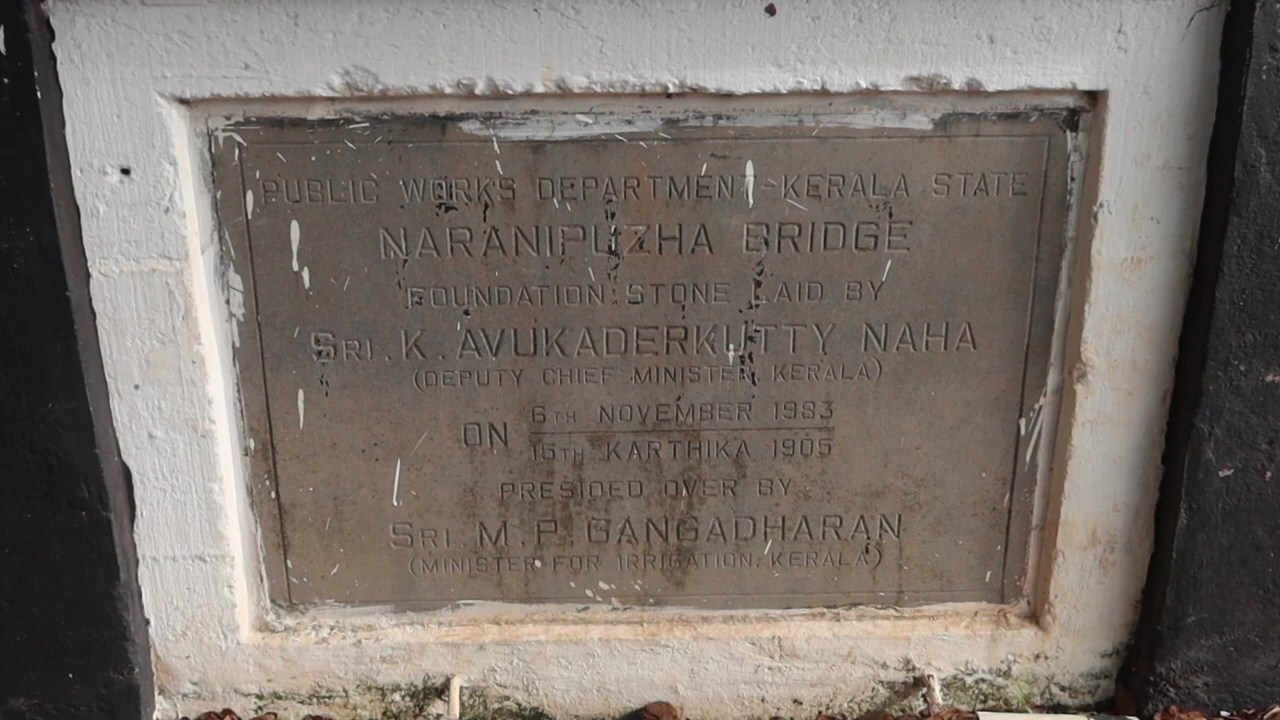 PUBLIC WORKS DEPARTMENT-KERALA STATE
NARANIPUZHA BRIDGE
FOUNDATION STONE LAID BY
SRI. K. AVUKADERKUTTY NAHA
(DEPUTY CHIEF MINISTER, KERALA)
ON 6TH NOVEMBER 1983
15TH KARTHIKA 1905
PRESIDED OVER BY
SRI. M.P. GANGADHARAN
(MINISTER FOR IRRIGATION, KERALA)